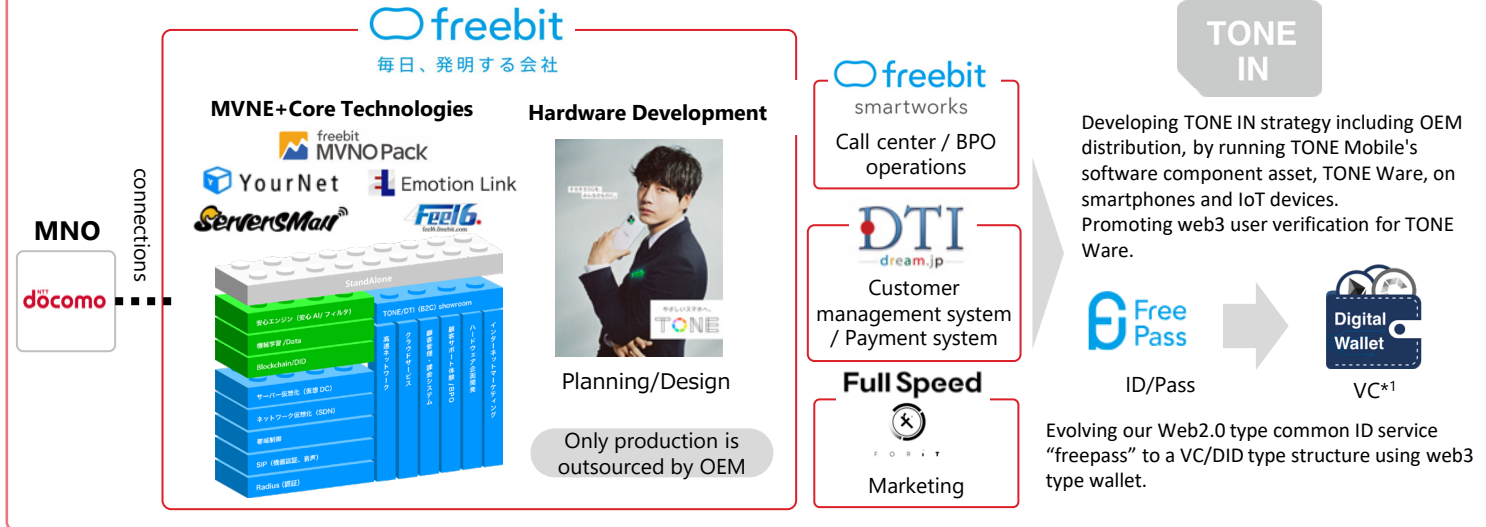 freebit
毎日、発明する会社
MVNE+Core Technologies
freebit
MVNO Pack
YourNet
Emotion Link
ServersMan
Feel6.
feel6.freebit.com
StandAlone
安心エンジン（安心 AI/ フィルタ）
機械学習 /Data
Blockchain/DID
サーバー仮想化（仮想 DC）
ネットワーク仮想化（SDN）
帯域制御
SIP（機器認証、音声）
Radius（認証）
TONE/DTI（B2C）showroom
高速ネットワーク
クラウドサービス
顧客管理・課金システム
顧客サポート体験 /BPO
ハードウェア企画開発
インターネットマーケティング
Hardware Development
やさしいスマホへ。
TONE
Planning/Design
Only production is
outsourced by OEM
MNO
NTT
döcomo
connections
freebit
smartworks
Call center / BPO
operations
DTI
dream.jp
Customer
management system
/ Payment system
Full Speed
FORiT
Marketing
TONE
IN
Developing TONE IN strategy including OEM
distribution, by running TONE Mobile's
software component asset, TONE Ware, on
smartphones and IoT devices.
Promoting web3 user verification for TONE
Ware.
Free
Pass
ID/Pass
Digital
Wallet
VC*1
Evolving our Web2.0 type common ID service
“freepass” to a VC/DID type structure using web3
type wallet.